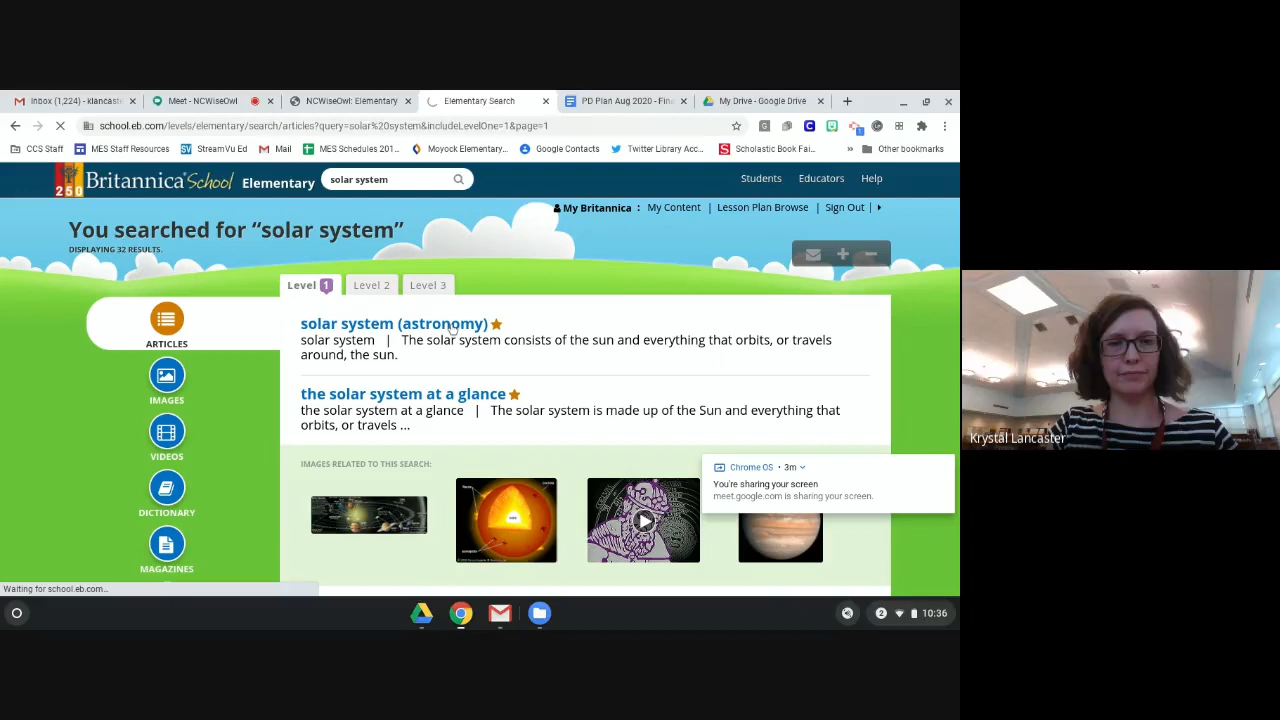 Inbox (1,224) - klancast
Meet - NCWiseOwl
NCWiseOwl: Elementary
Elementary Search
PD Plan Aug 2020 - Fina
My Drive - Google Drive
school.eb.com/levels/elementary/search/articles?query=solar%20system&includeLevelOne=1&page=1
CCS Staff
MES Staff Resources
StreamVu Ed
Mail
MES Schedules 201...
Moyock Elementary...
Google Contacts
Twitter Library Acc...
Scholastic Book Fai...
»
Other bookmarks
250
Britannica School Elementary
solar system
Students
Educators
Help
My Britannica : My Content | Lesson Plan Browse | Sign Out |
You searched for “solar system”
DISPLAYING 32 RESULTS.
Level 1
Level 2
Level 3
ARTICLES
IMAGES
VIDEOS
DICTIONARY
MAGAZINES
solar system (astronomy)
solar system | The solar system consists of the sun and everything that orbits, or travels
around, the sun.
the solar system at a glance
the solar system at a glance | The solar system is made up of the Sun and everything that
orbits, or travels ...
IMAGES RELATED TO THIS SEARCH:
Chrome OS • 3m
You're sharing your screen
meet.google.com is sharing your screen.
Waiting for school.eb.com...
2
10:36
Krystal Lancaster